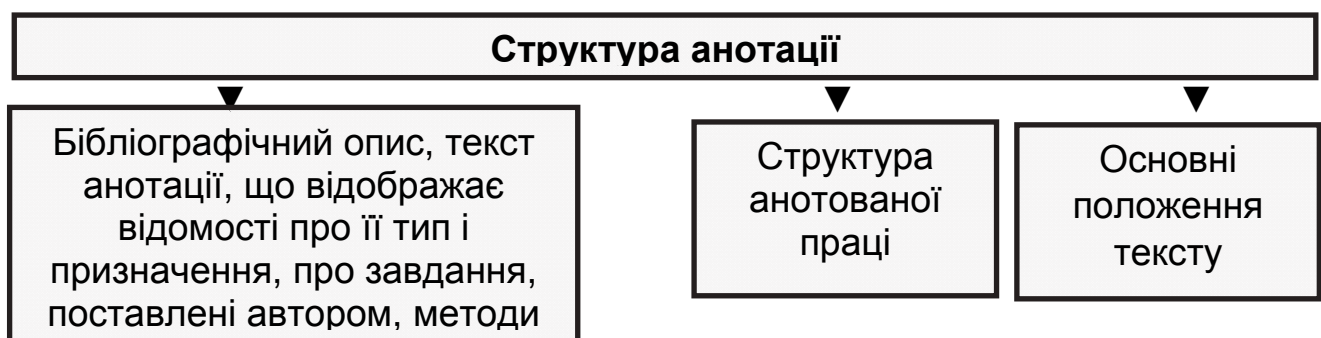 Структура анотації
Бібліографічний опис, текст
анотації, що відображає
відомості про її тип і
призначення, про завдання,
поставлені автором, методи
Структура
анотованої
праці
Основні
положення
тексту